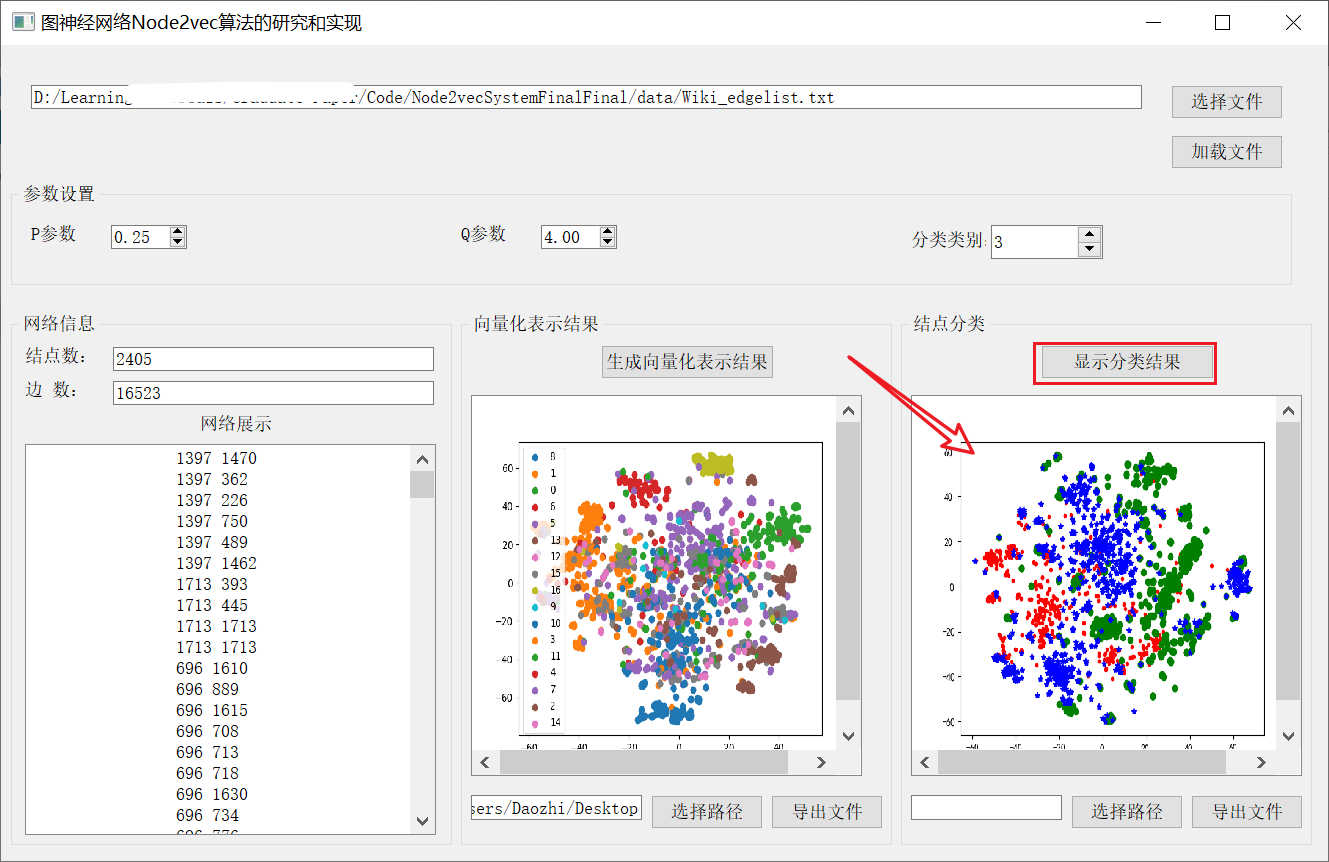 图神经网络Node2vec算法的研究和实现
D:/Learning /Code/Node2vecSystemFinalFinal/data/Wiki_edgelist.txt
选择文件
加载文件
参数设置
P参数 0.25 Q参数 4.00 分类类别: 3
网络信息
结点数: 2405
边 数: 16523
网络展示
1397 1470
1397 362
1397 226
1397 750
1397 489
1397 1462
1713 393
1713 445
1713 1713
1713 1713
696 1610
696 889
696 1615
696 708
696 713
696 718
696 1630
696 734
696 776
向量化表示结果
生成向量化表示结果
60
40
20
0
-20
-40
-60
-60 -40 -20 0 20 40
8
1
0
6
5
13
12
15
16
9
10
3
11
4
7
2
14
sers/Daozhi/Desktop 选择路径 导出文件
结点分类
显示分类结果
60
40
20
0
-20
-40
-60
-60 -40 -20 0 20 40 60
选择路径 导出文件